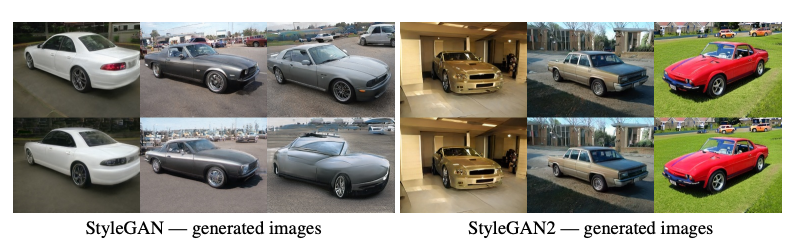 StyleGAN — generated images
StyleGAN2 — generated images